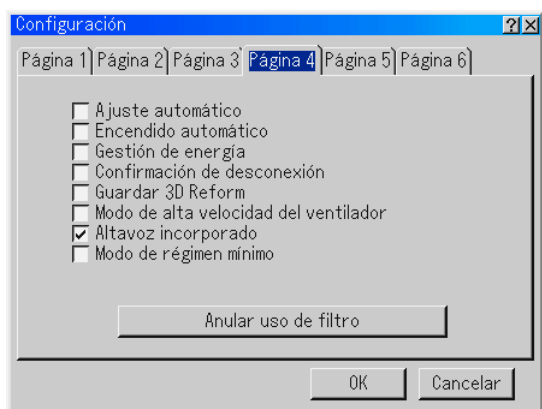 Configuración
Página 1 Página 2 Página 3 Página 4 Página 5 Página 6
Ajuste automático
Encendido automático
Gestión de energía
Confirmación de desconexión
Guardar 3D Reform
Modo de alta velocidad del ventilador
Altavoz incorporado
Modo de régimen mínimo
Anular uso de filtro
OK Cancelar